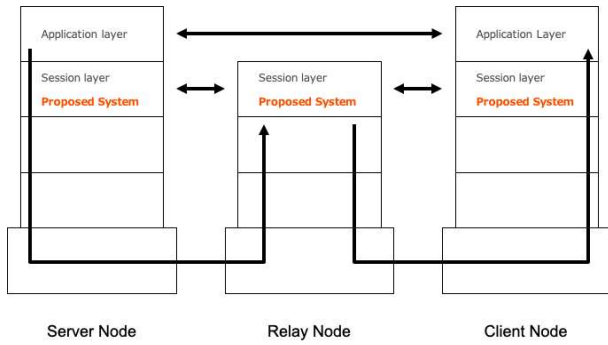 Application layer
Application Layer
Session layer
Proposed System
Session layer
Proposed System
Session layer
Proposed System
Server Node
Relay Node
Client Node